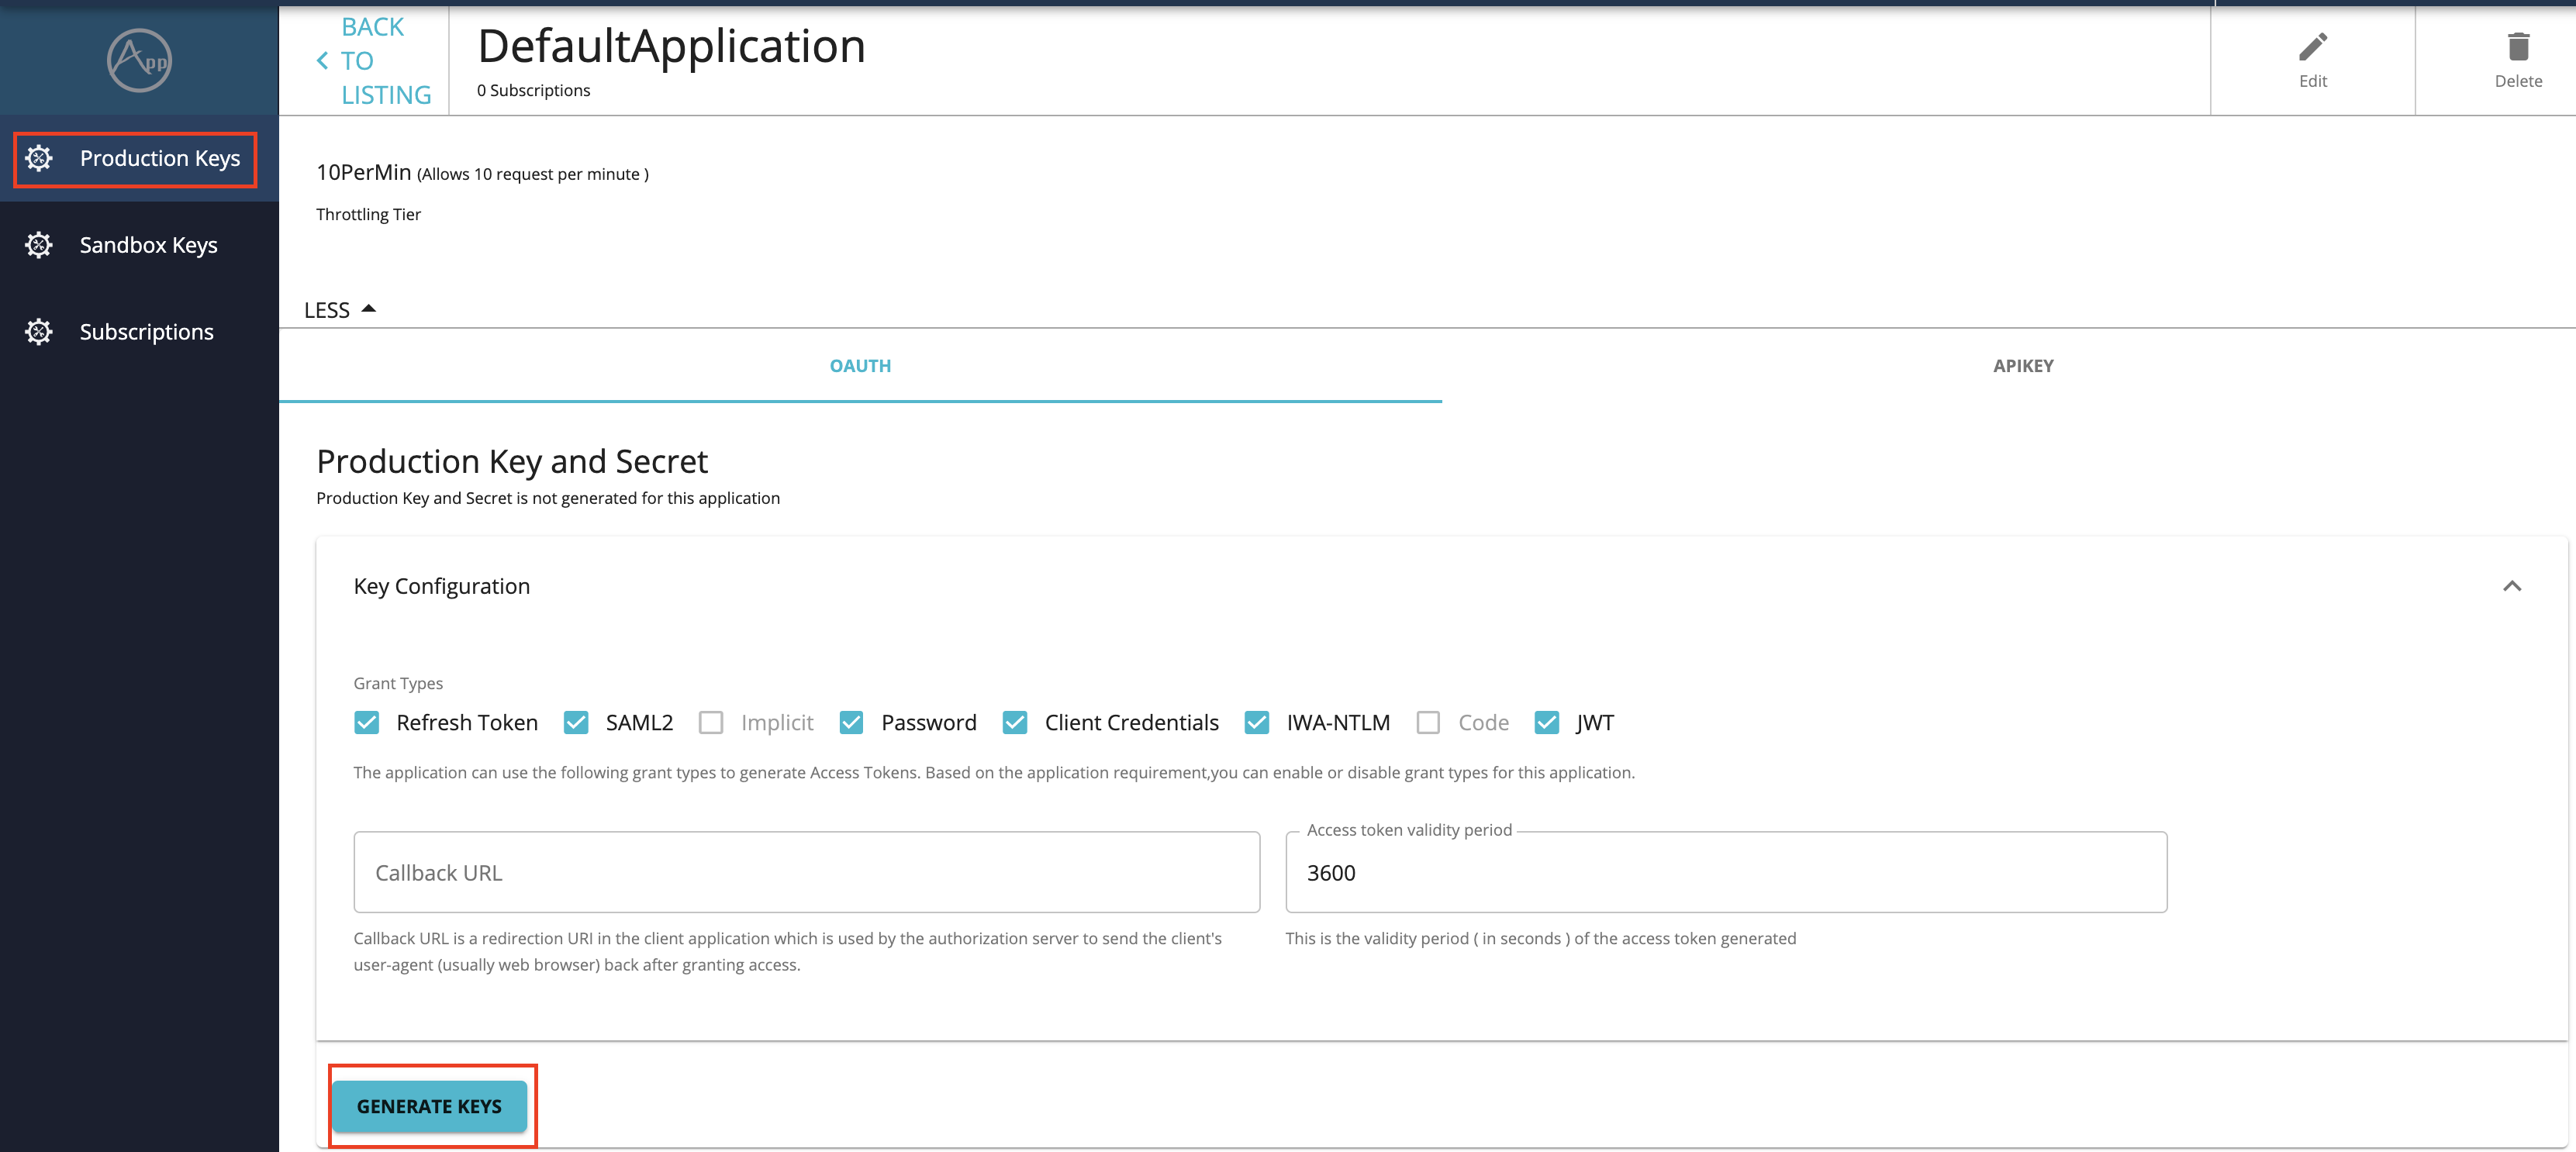 App
BACK
TO
LISTING
DefaultApplication
0 Subscriptions
Edit
Delete
Production Keys
Sandbox Keys
Subscriptions
10PerMin (Allows 10 request per minute )
Throttling Tier
LESS
OAUTH
APIKEY
Production Key and Secret
Production Key and Secret is not generated for this application
Key Configuration
Grant Types
Refresh Token SAML2 Implicit Password Client Credentials IWA-NTLM Code JWT
The application can use the following grant types to generate Access Tokens. Based on the application requirement,you can enable or disable grant types for this application.
Callback URL
Callback URL is a redirection URI in the client application which is used by the authorization server to send the client's
user-agent (usually web browser) back after granting access.
Access token validity period
3600
This is the validity period ( in seconds ) of the access token generated
GENERATE KEYS